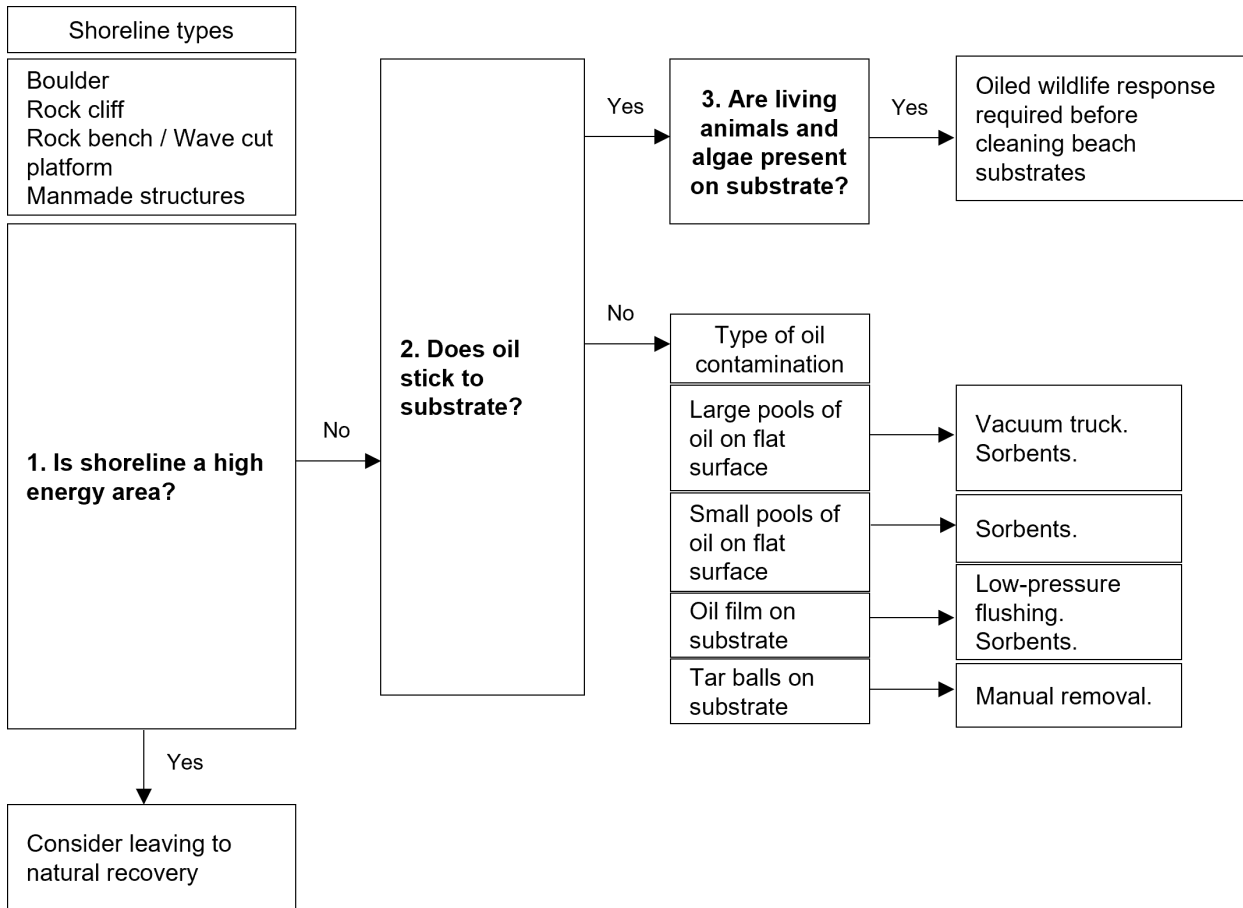 Shoreline types
Boulder
Rock cliff
Rock bench / Wave cut
platform
Manmade structures
1. Is shoreline a high
energy area?
Yes
Consider leaving to
natural recovery
No
2. Does oil
stick to
substrate?
Yes
3. Are living
animals and
algae present
on substrate?
Yes
Oiled wildlife response
required before
cleaning beach
substrates
No
Type of oil
contamination
Large pools of
oil on flat
surface
Vacuum truck.
Sorbents.
Small pools of
oil on flat
surface
Sorbents.
Oil film on
substrate
Low-pressure
flushing.
Sorbents.
Tar balls on
substrate
Manual removal.